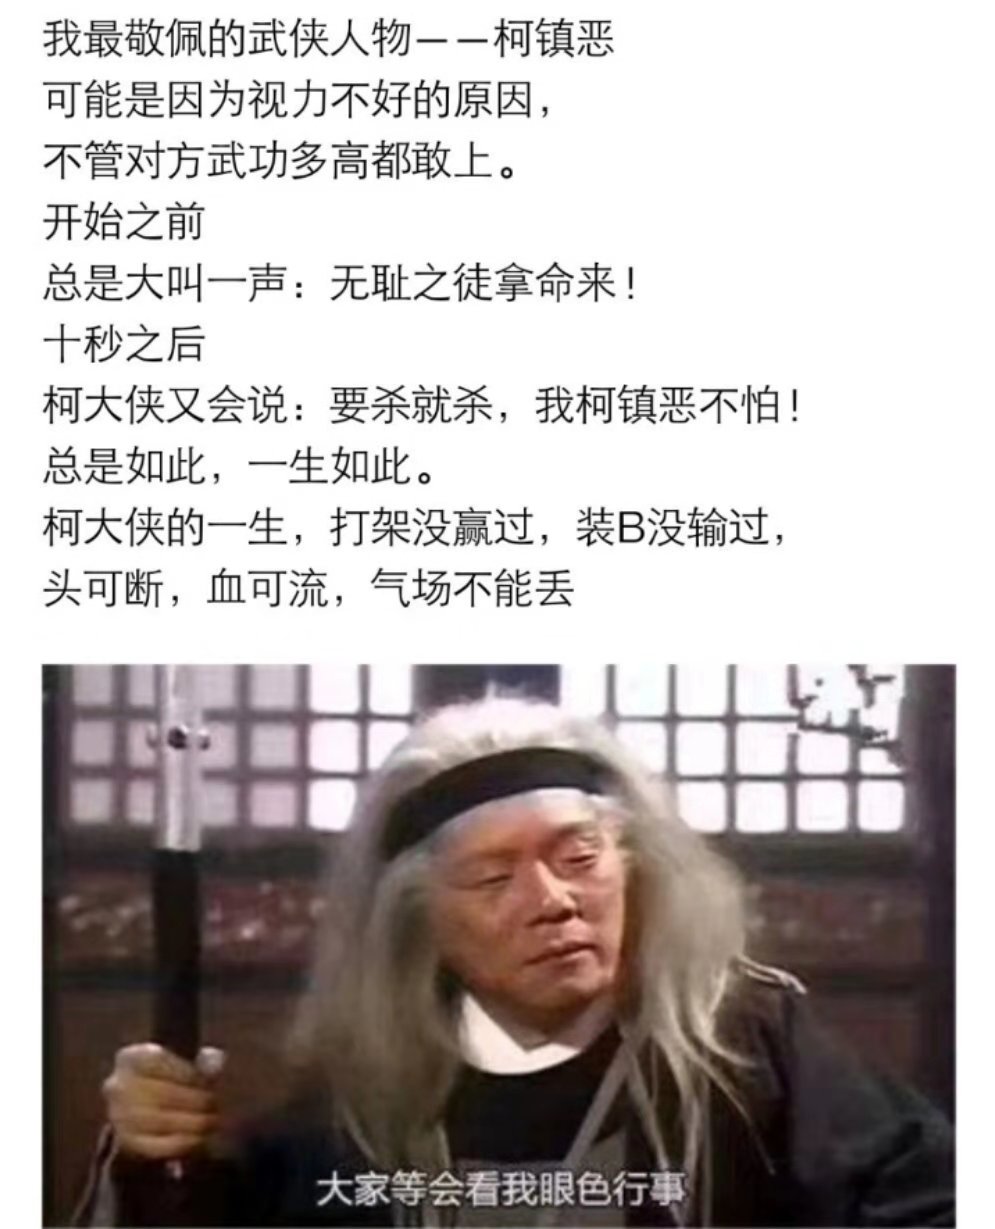 我最敬佩的武侠人物——柯镇恶
可能是因为视力不好的原因，
不管对方武功多高都敢上。
开始之前
总是大叫一声：无耻之徒拿命来！
十秒之后
柯大侠又会说：要杀就杀，我柯镇恶不怕！
总是如此，一生如此。
柯大侠的一生，打架没赢过，装B没输过，
头可断，血可流，气场不能丢
大家等会看我眼色行事